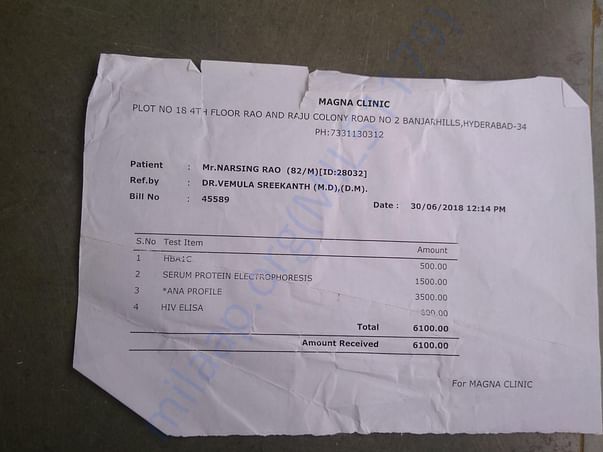 MAGNA CLINIC
PLOT NO 18 4TH FLOOR RAO AND RAJU COLONY ROAD NO 2 BANJARHILLS,HYDERABAD-34
PH:7331130312
Patient : Mr.NARSING RAO (82/M)[ID:28032]
Ref.by : DR.VEMULA SREEKANTH (M.D),(D.M).
Bill No : 45589 Date : 30/06/2018 12:14 PM
S.No Test Item Amount
1 HBA1C 500.00
2 SERUM PROTEIN ELECTROPHORESIS 1500.00
3 *ANA PROFILE 3500.00
4 HIV ELISA 600.00
Total 6100.00
Amount Received 6100.00
For MAGNA CLINIC